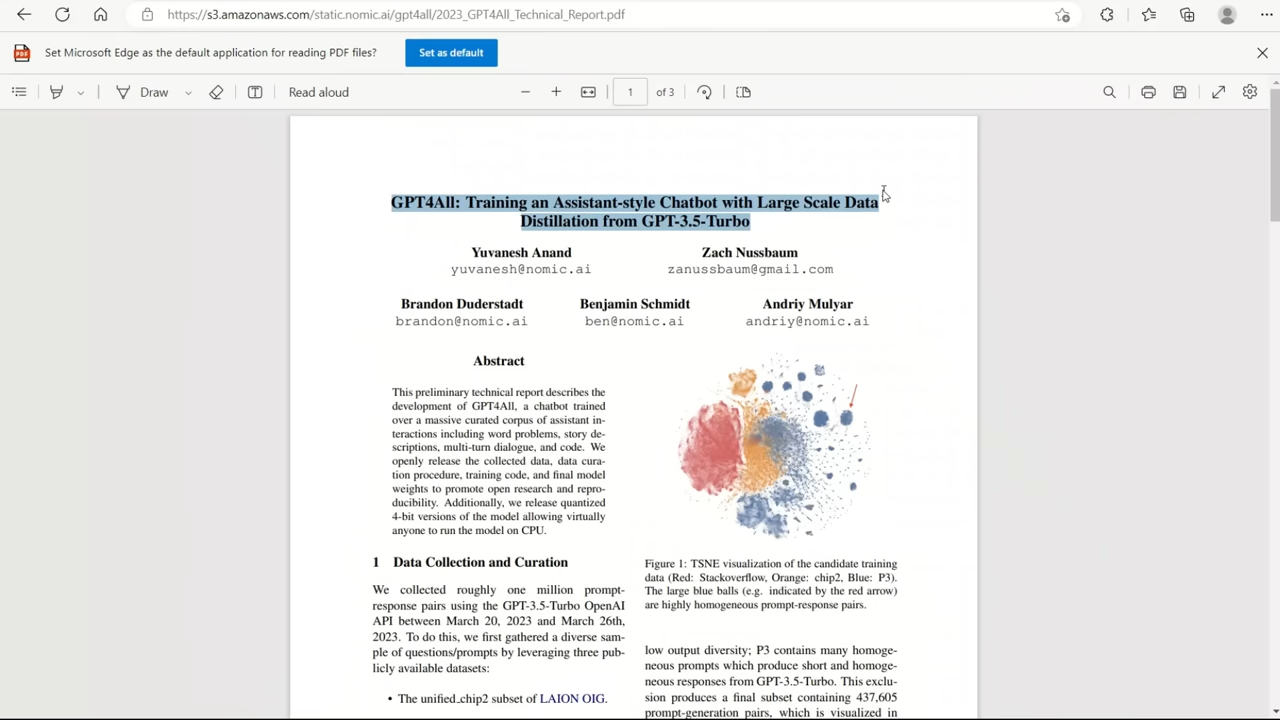 https://s3.amazonaws.com/static.nomic.ai/gpt4all/2023_GPT4All_Technical_Report.pdf
PDF
Set Microsoft Edge as the default application for reading PDF files?
Set as default
Draw
Read aloud
1
of 3
GPT4All: Training an Assistant-style Chatbot with Large Scale Data
Distillation from GPT-3.5-Turbo
Yuvanesh Anand
yuvanesh@nomic.ai
Zach Nussbaum
zanussbaum@gmail.com
Brandon Duderstadt
brandon@nomic.ai
Benjamin Schmidt
ben@nomic.ai
Andriy Mulyar
andriy@nomic.ai
Abstract
This preliminary technical report describes the
development of GPT4All, a chatbot trained
over a massive curated corpus of assistant in-
teractions including word problems, story de-
scriptions, multi-turn dialogue, and code. We
openly release the collected data, data cura-
tion procedure, training code, and final model
weights to promote open research and repro-
ducibility. Additionally, we release quantized
4-bit versions of the model allowing virtually
anyone to run the model on CPU.
1 Data Collection and Curation
We collected roughly one million prompt-
response pairs using the GPT-3.5-Turbo OpenAI
API between March 20, 2023 and March 26th,
2023. To do this, we first gathered a diverse sam-
ple of questions/prompts by leveraging three pub-
licly available datasets:
• The unified_chip2 subset of LAION OIG.
Figure 1: TSNE visualization of the candidate training
data (Red: Stackoverflow, Orange: chip2, Blue: P3).
The large blue balls (e.g. indicated by the red arrow)
are highly homogeneous prompt-response pairs.
low output diversity; P3 contains many homoge-
neous prompts which produce short and homoge-
neous responses from GPT-3.5-Turbo. This exclu-
sion produces a final subset containing 437,605
prompt-generation pairs, which is visualized in